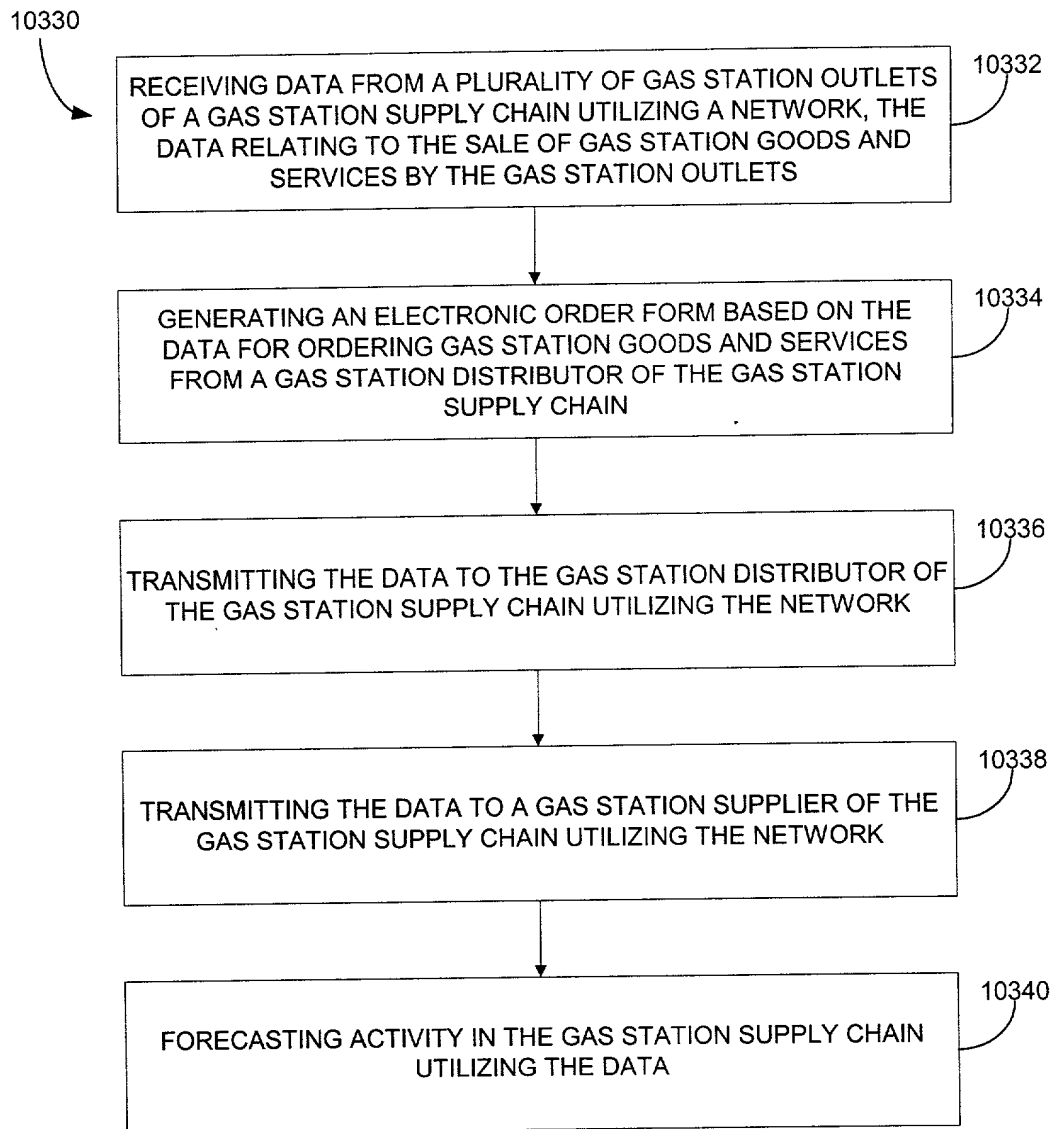 10330
RECEIVING DATA FROM A PLURALITY OF GAS STATION OUTLETS
OF A GAS STATION SUPPLY CHAIN UTILIZING A NETWORK, THE
DATA RELATING TO THE SALE OF GAS STATION GOODS AND
SERVICES BY THE GAS STATION OUTLETS
10332
GENERATING AN ELECTRONIC ORDER FORM BASED ON THE
DATA FOR ORDERING GAS STATION GOODS AND SERVICES
FROM A GAS STATION DISTRIBUTOR OF THE GAS STATION
SUPPLY CHAIN
10334
TRANSMITTING THE DATA TO THE GAS STATION DISTRIBUTOR OF
THE GAS STATION SUPPLY CHAIN UTILIZING THE NETWORK
10336
TRANSMITTING THE DATA TO A GAS STATION SUPPLIER OF THE
GAS STATION SUPPLY CHAIN UTILIZING THE NETWORK
10338
FORECASTING ACTIVITY IN THE GAS STATION SUPPLY CHAIN
UTILIZING THE DATA
10340